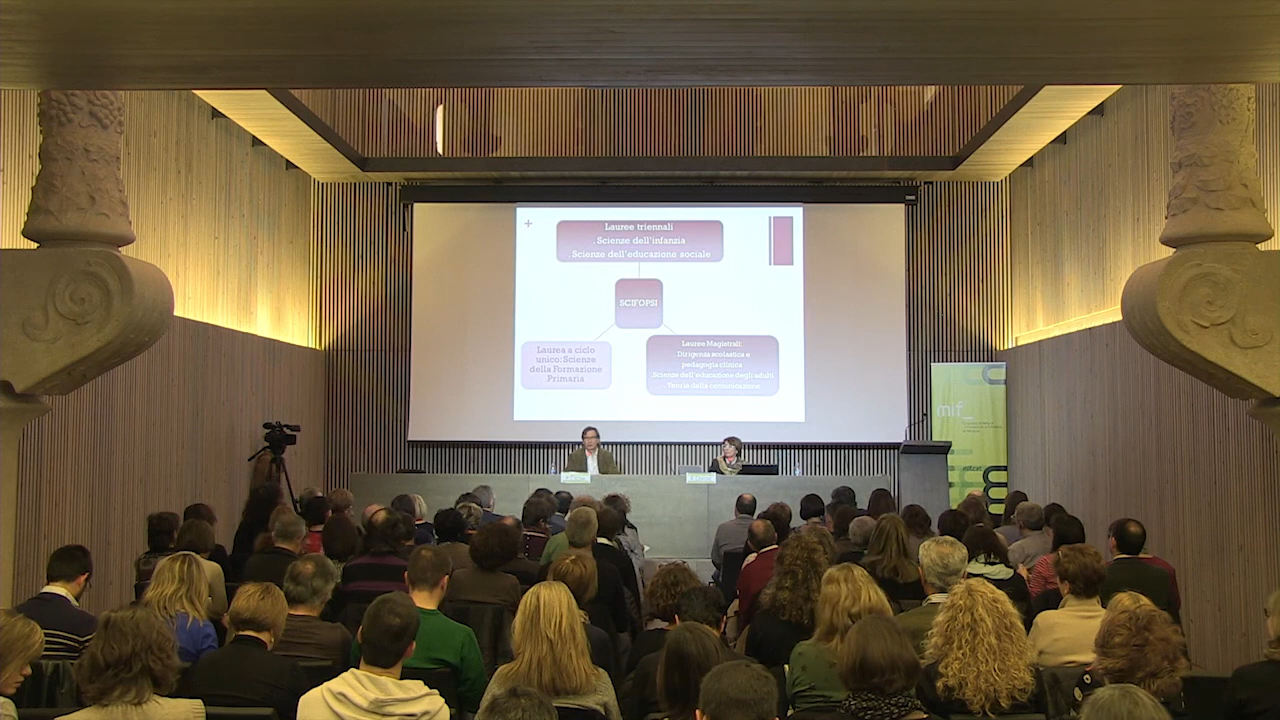 +
Lauree triennali
. Scienze dell'infanzia
. Scienze dell'educazione sociale
SCIFOPSI
Laurea a ciclo
unico: Scienze
della Formazione
Primaria
Lauree Magistrali:
. Dirigenza scolastica e
pedagogia clinica
.Scienze dell'educazione degli adulti
. Teorie della comunicazione
mif_